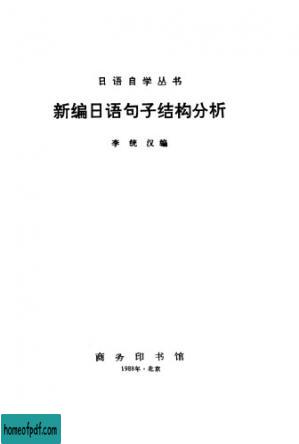 日语自学丛书
新编日语句子结构分析
李统汉编
商务印书馆
1988年·北京
homeofpdf.com